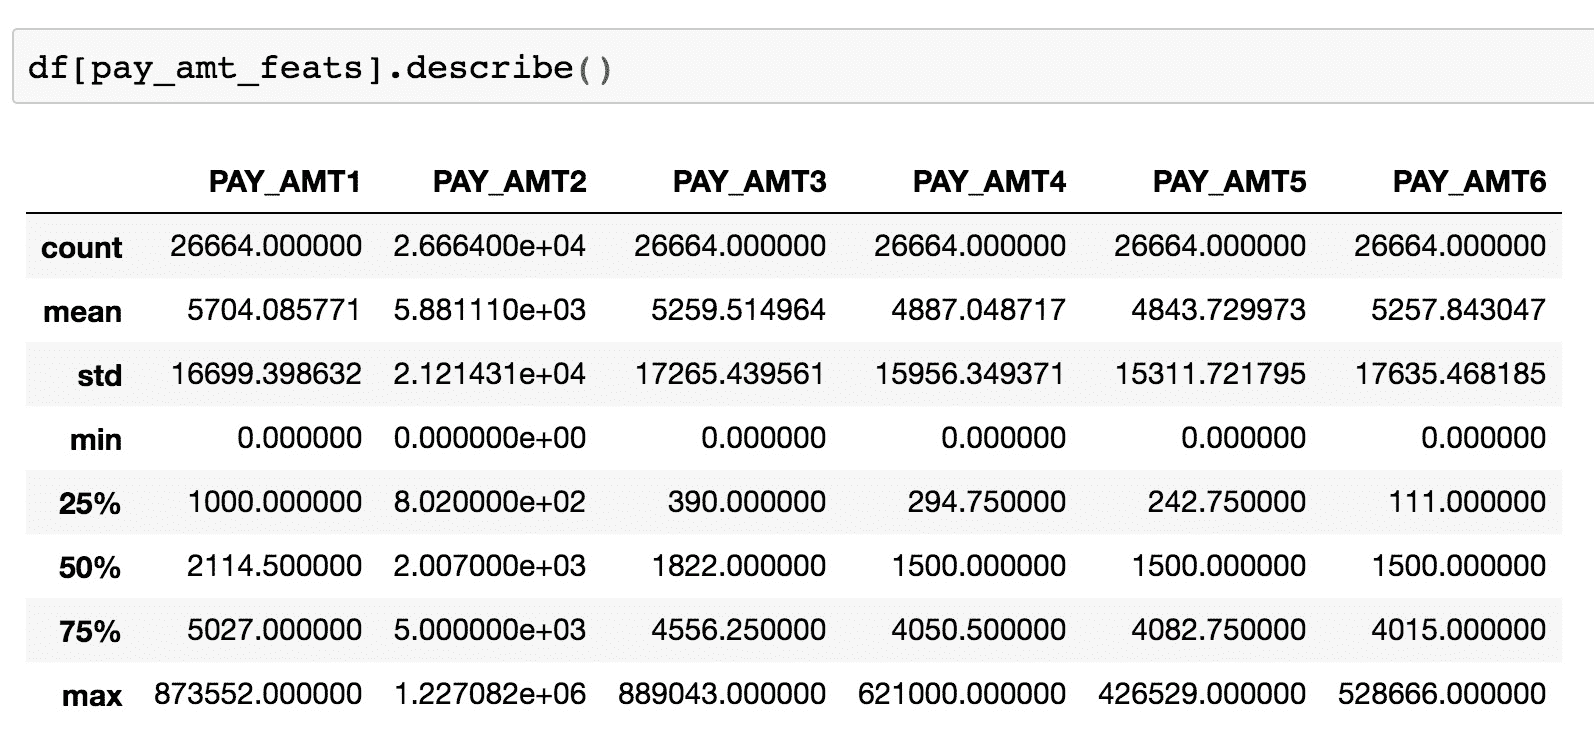 df[pay_amt_feats].describe()
PAY_AMT1 PAY_AMT2 PAY_AMT3 PAY_AMT4 PAY_AMT5 PAY_AMT6
count 26664.000000 2.666400e+04 26664.000000 26664.000000 26664.000000 26664.000000
mean 5704.085771 5.881110e+03 5259.514964 4887.048717 4843.729973 5257.843047
std 16699.398632 2.121431e+04 17265.439561 15956.349371 15311.721795 17635.468185
min 0.000000 0.000000e+00 0.000000 0.000000 0.000000 0.000000
25% 1000.000000 8.020000e+02 390.000000 294.750000 242.750000 111.000000
50% 2114.500000 2.007000e+03 1822.000000 1500.000000 1500.000000 1500.000000
75% 5027.000000 5.000000e+03 4556.250000 4050.500000 4082.750000 4015.000000
max 873552.000000 1.227082e+06 889043.000000 621000.000000 426529.000000 528666.000000